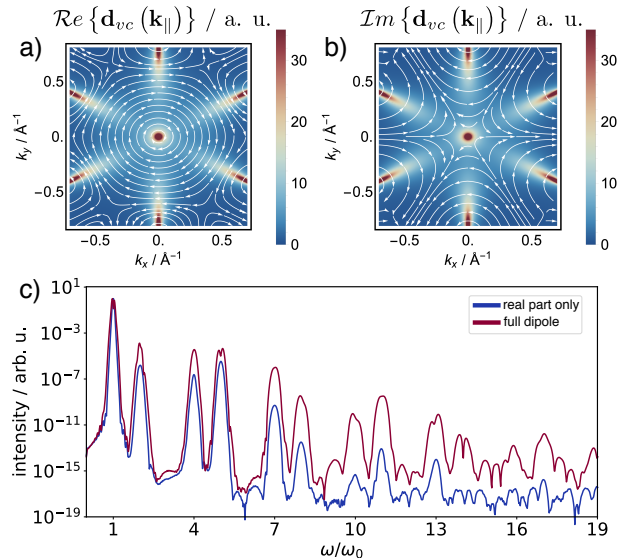 𝓡e {d_vc (k_∥)} / a. u.
𝓘m {d_vc (k_∥)} / a. u.
a)
b)
30
20
10
0
30
20
10
0
0.5
0.
-0.5
k_y / Å⁻¹
-0.5
0.
0.5
k_x / Å⁻¹
0.5
0.
-0.5
k_y / Å⁻¹
-0.5
0.
0.5
k_x / Å⁻¹
c)
real part only
full dipole
10¹
10⁻³
10⁻⁷
10⁻¹¹
10⁻¹⁵
10⁻¹⁹
intensity / arb. u.
1
4
7
10
13
16
19
ω/ω₀